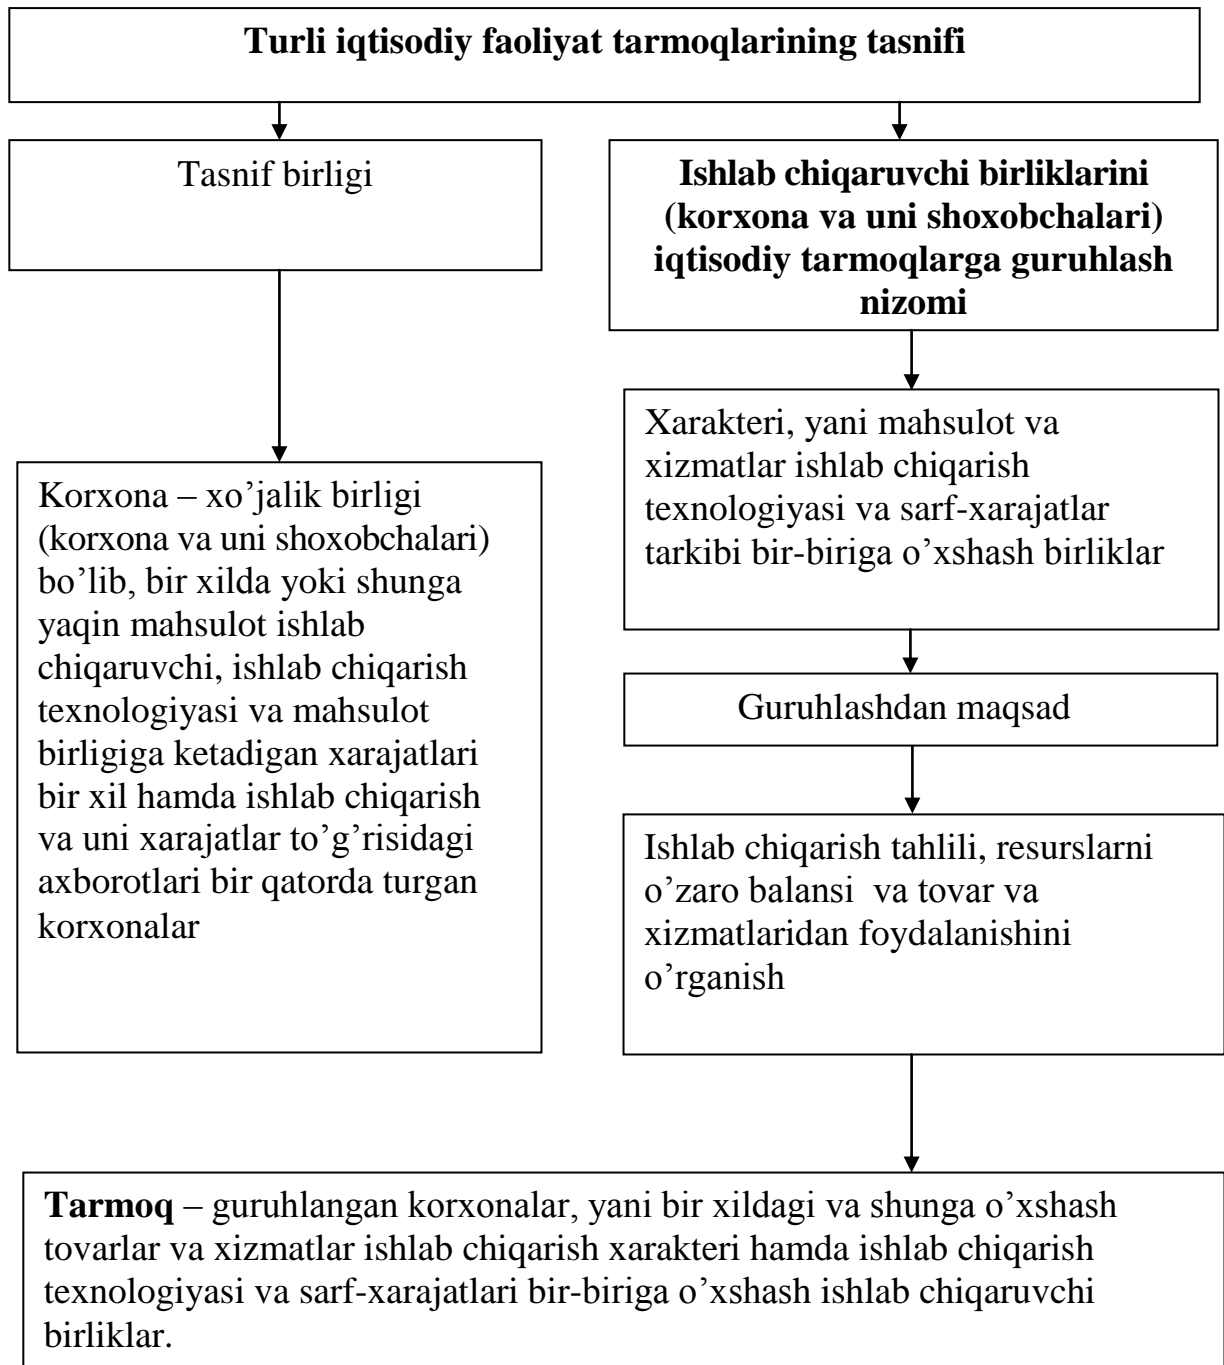 Turli iqtisodiy faoliyat tarmoqlarining tasnifi
Tasnif birligi
Korxona – xo’jalik birligi
(korxona va uni shoxobchalari)
bo’lib, bir xilda yoki shunga
yaqin mahsulot ishlab
chiqaruvchi, ishlab chiqarish
texnologiyasi va mahsulot
birligiga ketadigan xarajatlari
bir xil hamda ishlab chiqarish
va uni xarajatlar to’g’risidagi
axborotlari bir qatorda turgan
korxonalar
Ishlab chiqaruvchi birliklarini
(korxona va uni shoxobchalari)
iqtisodiy tarmoqlarga guruhlash
nizomi
Xarakteri, yani mahsulot va
xizmatlar ishlab chiqarish
texnologiyasi va sarf-xarajatlar
tarkibi bir-biriga o’xshash birliklar
Guruhlashdan maqsad
Ishlab chiqarish tahlili, resurslarni
o’zaro balansi va tovar va
xizmatlaridan foydalanishini
o’rganish
Tarmoq – guruhlangan korxonalar, yani bir xildagi va shunga o’xshash
tovarlar va xizmatlar ishlab chiqarish xarakteri hamda ishlab chiqarish
texnologiyasi va sarf-xarajatlari bir-biriga o’xshash ishlab chiqaruvchi
birliklar.